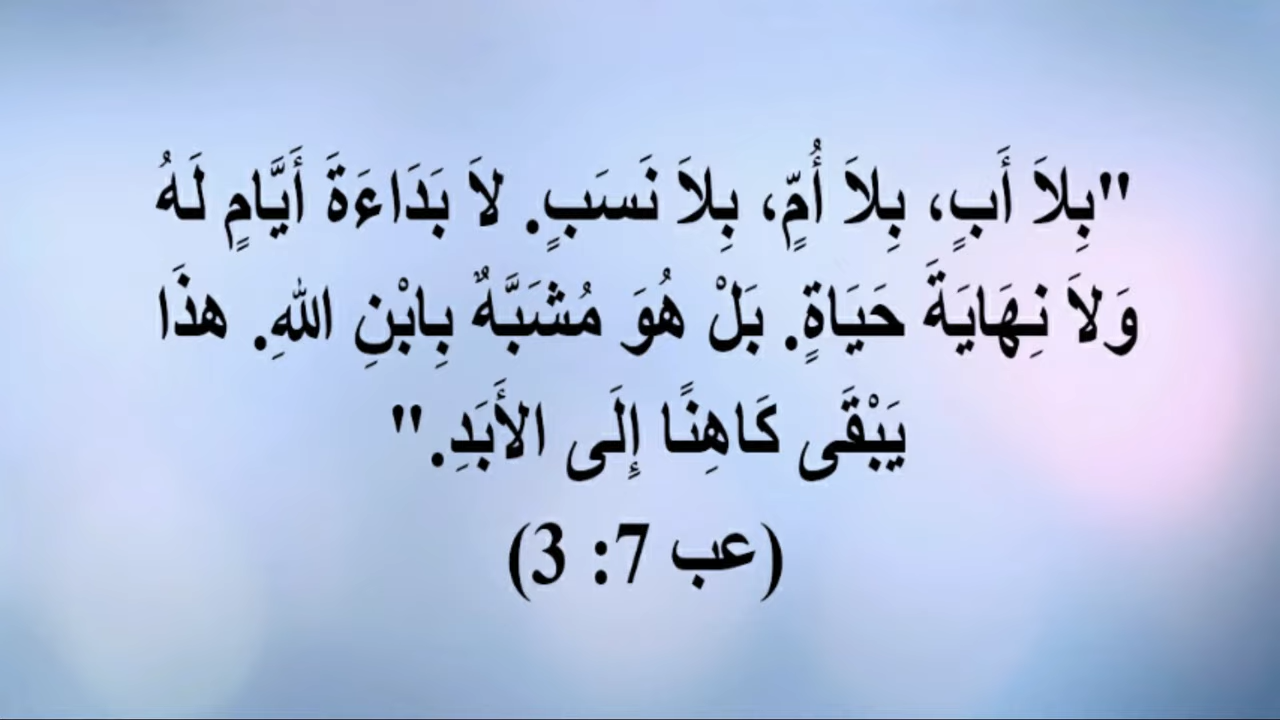 "بِلاَ أَبٍ، بِلاَ أُمٍّ، بِلاَ نَسَبٍ. لاَ بَدَاءَةَ أَيَّامٍ لَهُ
وَلاَ نِهَايَةَ حَيَاةٍ. بَلْ هُوَ مُشَبَّهٌ بِابْنِ اللهِ. هذَا
يَبْقَى كَاهِنًا إِلَى الأَبَدِ."
(عب 7: 3)